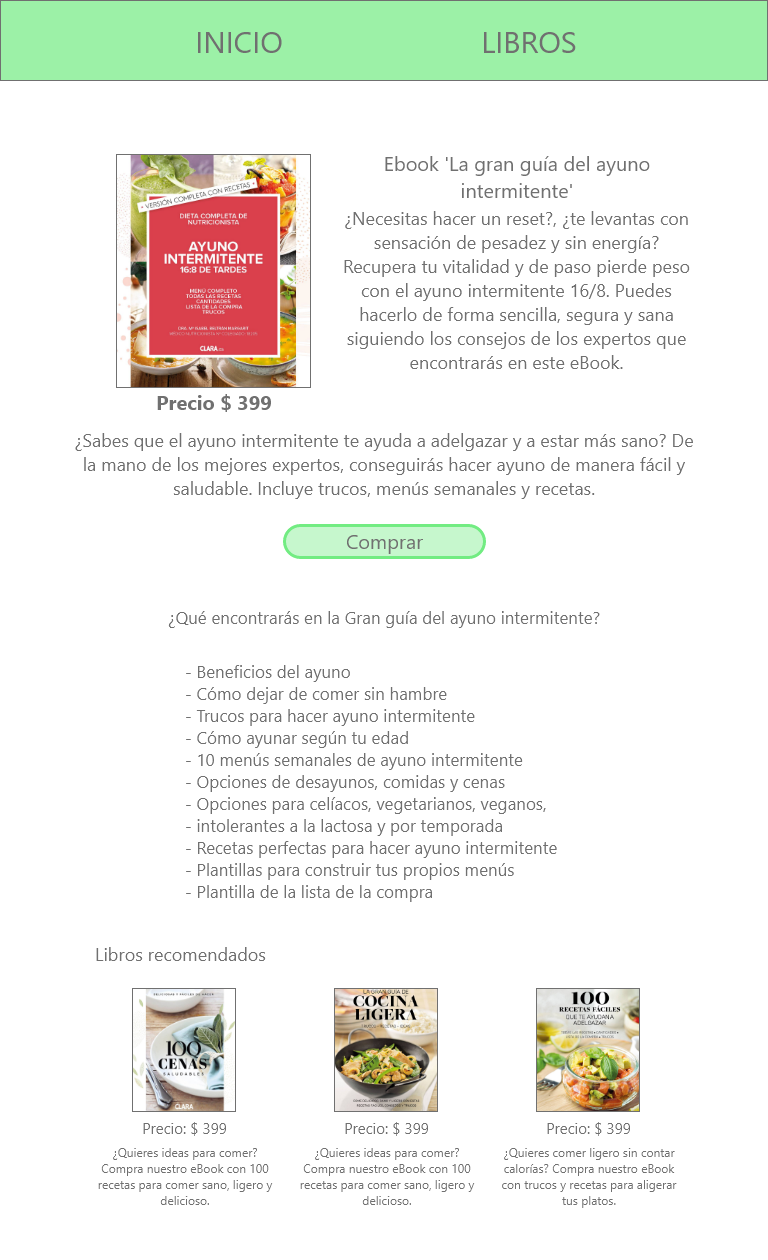 INICIO
LIBROS
• VERSIÓN COMPLETA CON RECETAS •
DIETA COMPLETA DE
NUTRICIONISTA
AYUNO
INTERMITENTE
16:8 DE TARDES
MENÚ COMPLETO
TODAS LAS RECETAS
CANTIDADES
LISTA DE LA COMPRA
TRUCOS
CLARA
Precio $ 399
Ebook 'La gran guía del ayuno
intermitente'
¿Necesitas hacer un reset?, ¿te levantas con
sensación de pesadez y sin energía?
Recupera tu vitalidad y de paso pierde peso
con el ayuno intermitente 16/8. Puedes
hacerlo de forma sencilla, segura y sana
siguiendo los consejos de los expertos que
encontrarás en este eBook.
¿Sabes que el ayuno intermitente te ayuda a adelgazar y a estar más sano? De
la mano de los mejores expertos, conseguirás hacer ayuno de manera fácil y
saludable. Incluye trucos, menús semanales y recetas.
Comprar
¿Qué encontrarás en la Gran guía del ayuno intermitente?
- Beneficios del ayuno
- Cómo dejar de comer sin hambre
- Trucos para hacer ayuno intermitente
- Cómo ayunar según tu edad
- 10 menús semanales de ayuno intermitente
- Opciones de desayunos, comidas y cenas
- Opciones para celíacos, vegetarianos, veganos,
- intolerantes a la lactosa y por temporada
- Recetas perfectas para hacer ayuno intermitente
- Plantillas para construir tus propios menús
- Plantilla de la lista de la compra
Libros recomendados
100
CENAS
SALUDABLES
CLARA
Precio: $ 399
¿Quieres ideas para comer?
Compra nuestro eBook con 100
recetas para comer sano, ligero y
delicioso.
LA GRAN GUÍA DE
COCINA
LIGERA
Precio: $ 399
¿Quieres ideas para comer?
Compra nuestro eBook con 100
recetas para comer sano, ligero y
delicioso.
100
RECETAS FÁCILES
QUE TE AYUDAN A
ADELGAZAR
Precio: $ 399
¿Quieres comer ligero sin contar
calorías? Compra nuestro eBook
con trucos y recetas para aligerar
tus platos.